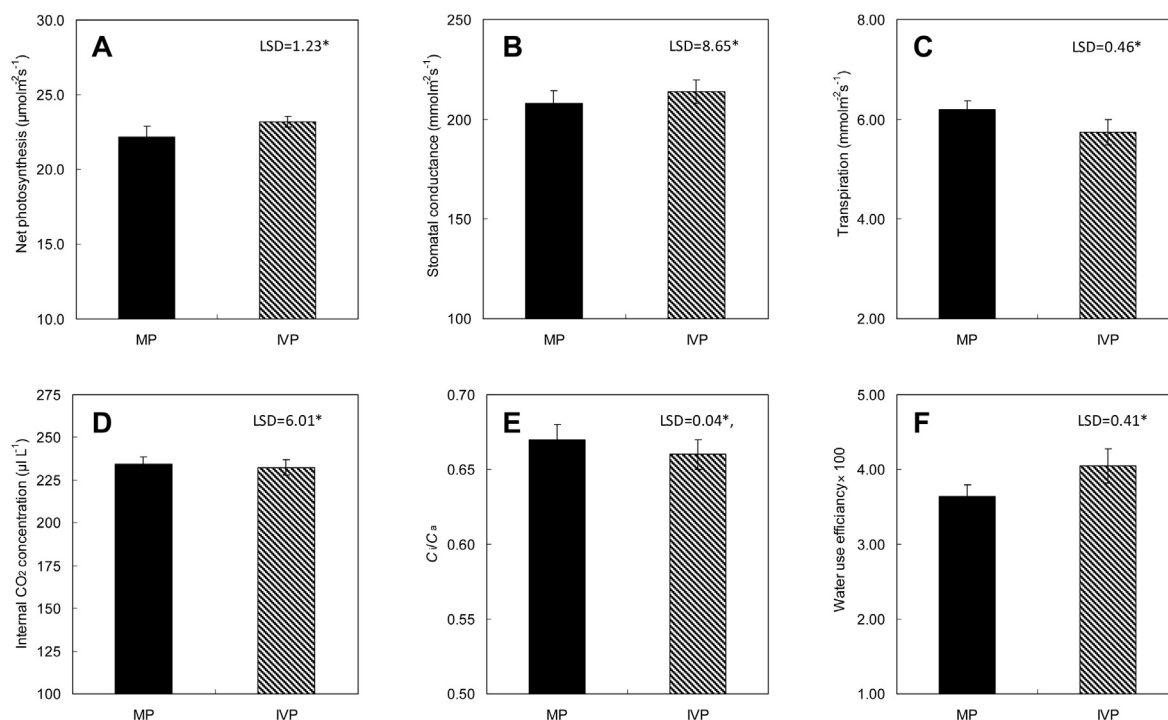 A
LSD=1.23*
Net photosynthesis (µmolm-2s-1)
30.0
25.0
20.0
15.0
10.0
MP
IVP
B
LSD=8.65*
Stomatal conductance (mmolm-2s-1)
250
200
150
100
MP
IVP
C
LSD=0.46*
Transpiration (mmolm-2s-1)
8.00
6.00
4.00
2.00
MP
IVP
D
LSD=6.01*
Internal CO2 concentration (µl L-1)
275
250
225
200
175
150
125
100
MP
IVP
E
LSD=0.04*,
Ci/Ca
0.70
0.65
0.60
0.55
0.50
MP
IVP
F
LSD=0.41*
Water use efficiancy× 100
5.00
4.00
3.00
2.00
1.00
MP
IVP